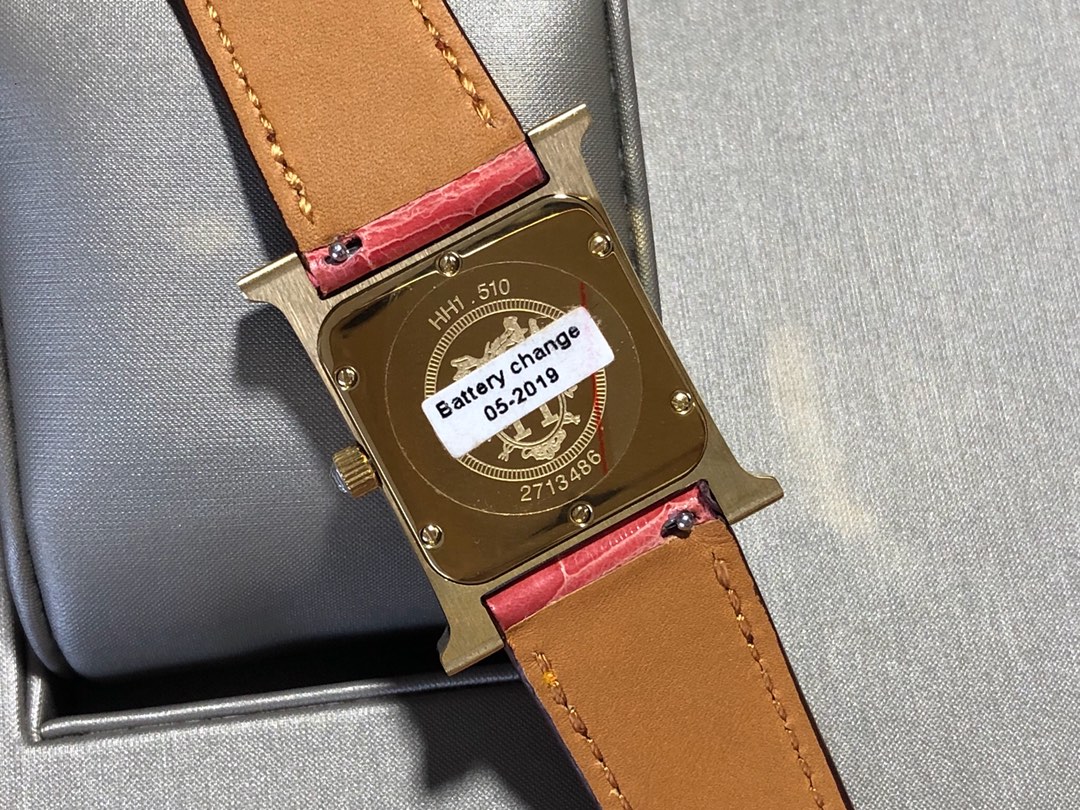 HH1 . 510
Battery change
05-2019
2713486